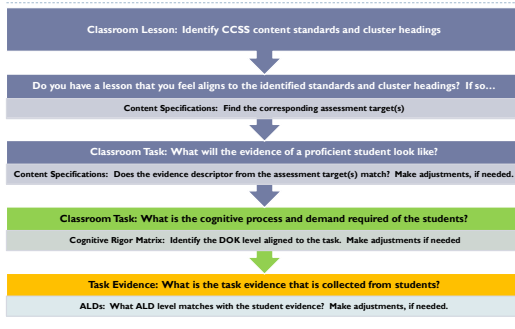 Classroom Lesson: Identify CCSS content standards and cluster headings
Do you have a lesson that you feel aligns to the identified standards and cluster headings? If so...
Content Specifications: Find the corresponding assessment target(s)
Classroom Task: What will the evidence of a proficient student look like?
Content Specifications: Does the evidence descriptor from the assessment target(s) match? Make adjustments, if needed.
Classroom Task: What is the cognitive process and demand required of the students?
Cognitive Rigor Matrix: Identify the DOK level aligned to the task. Make adjustments if needed
Task Evidence: What is the task evidence that is collected from students?
ALDs: What ALD level matches with the student evidence? Make adjustments, if needed.